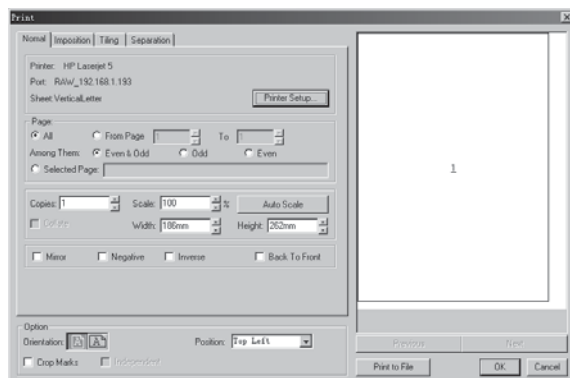 Print
Nomal Imposition Tiling Separation
Printer: HP Laserjet 5
Port: RAW_192.168.1.193
Sheet:VerticalLetter
Printer Setup...
Page:
All From Page 1 To 1
Among Them: Even & Odd Odd Even
Selected Page:
Copies: 1 Scale: 100 % Auto Scale
Collate Width: 186mm Height: 262mm
Mirror Negative Inverse Back To Front
Option
Orientation: A A Position: Top Left
Crop Marks Independent
1
Previous Next
Print to File OK Cancel